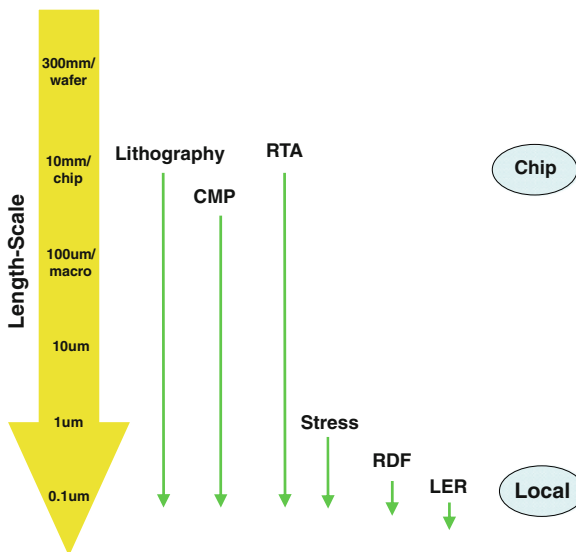 Length-Scale
300mm/
wafer
10mm/
chip
100um/
macro
10um
1um
0.1um
Lithography
CMP
RTA
Stress
RDF
LER
Chip
Local